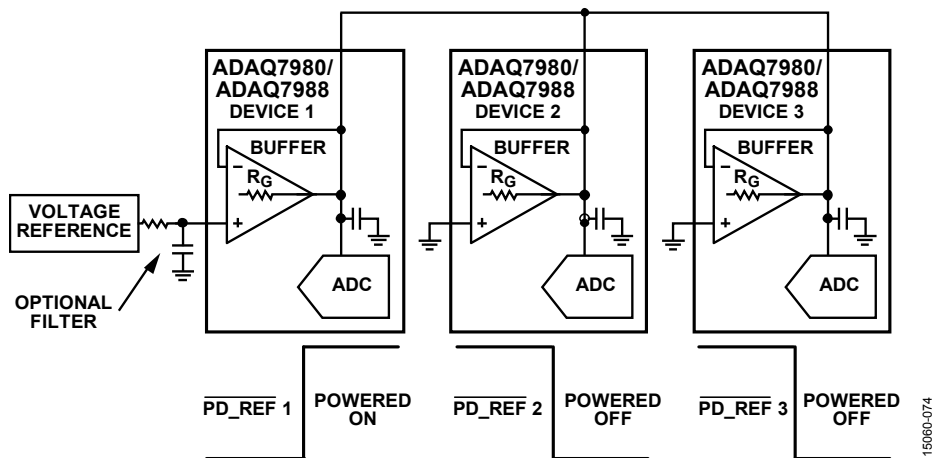 ADAQ7980/
ADAQ7988
DEVICE 1
BUFFER
RG
−
+
ADC
ADAQ7980/
ADAQ7988
DEVICE 2
BUFFER
RG
−
+
ADC
ADAQ7980/
ADAQ7988
DEVICE 3
BUFFER
RG
−
+
ADC
VOLTAGE
REFERENCE
OPTIONAL
FILTER
PD_REF 1
POWERED
ON
PD_REF 2
POWERED
OFF
PD_REF 3
POWERED
OFF
15060-074